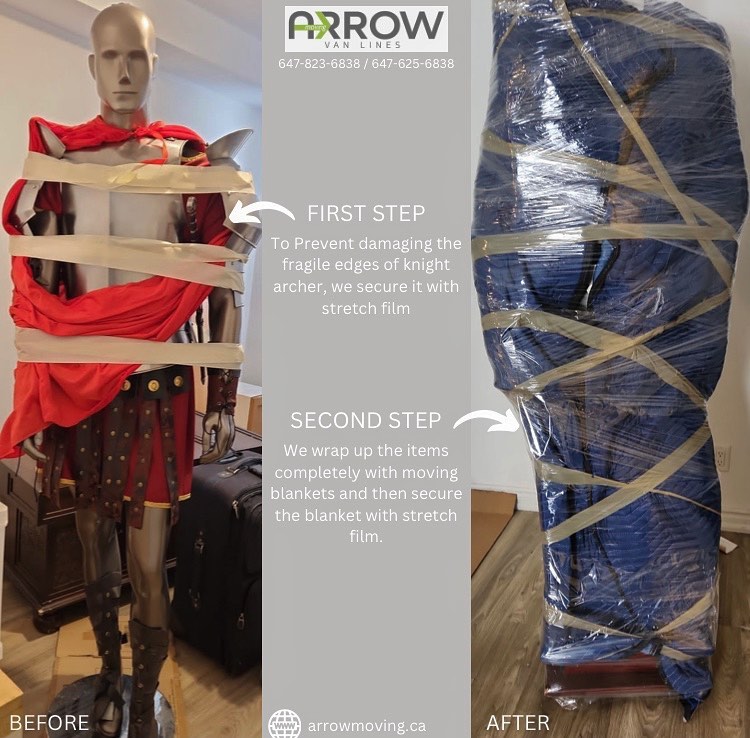 ARROW
moving
VAN LINES
647-823-6838 / 647-625-6838
FIRST STEP
To Prevent damaging the
fragile edges of knight
archer, we secure it with
stretch film
SECOND STEP
We wrap up the items
completely with moving
blankets and then secure
the blanket with stretch
film.
BEFORE
www
arrowmoving.ca
AFTER